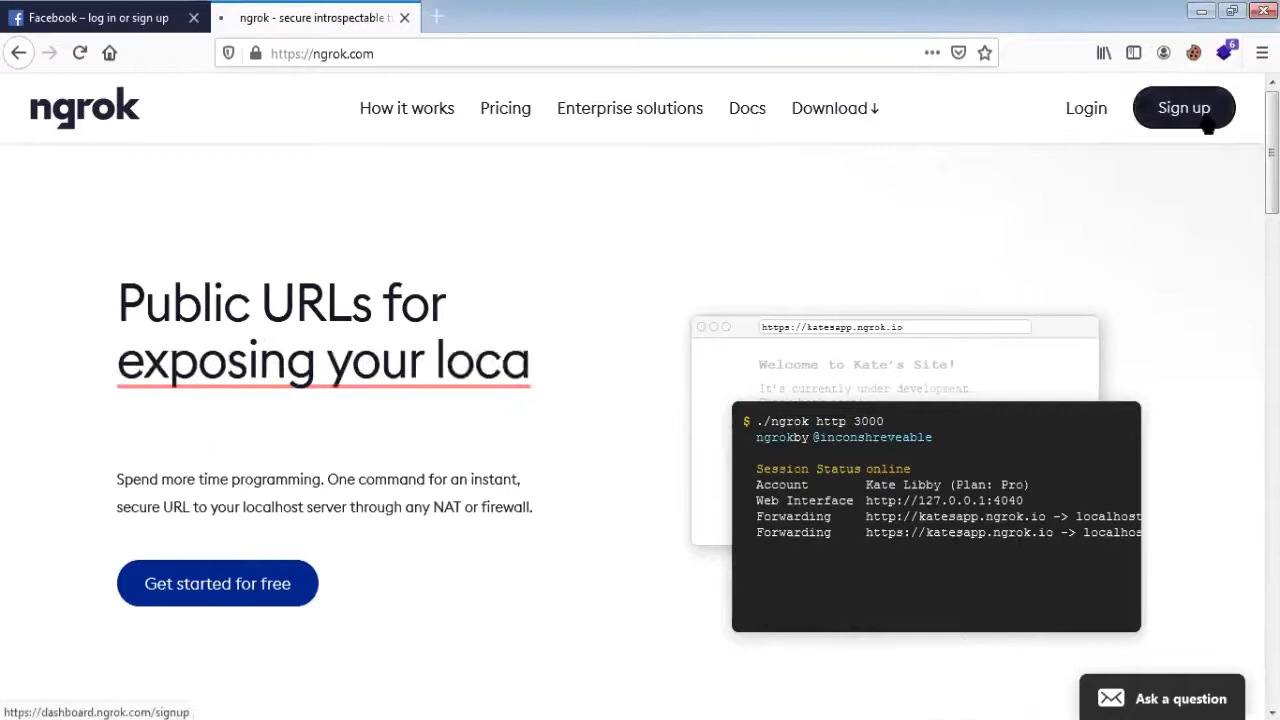 Facebook – log in or sign up
ngrok - secure introspectable t
6
https://ngrok.com
ngrok
How it works
Pricing
Enterprise solutions
Docs
Download↓
Login
Sign up
Public URLs for
exposing your loca
Spend more time programming. One command for an instant,
secure URL to your localhost server through any NAT or firewall.
Get started for free
https://katesapp.ngrok.io
Welcome to Kate's Site!
It's currently under development…
$ ./ngrok http 3000
ngrokby @inconshreveable
Session Status online
Account Kate Libby (Plan: Pro)
Web Interface http://127.0.0.1:4040
Forwarding http://katesapp.ngrok.io -> localhost
Forwarding https://katesapp.ngrok.io -> localhos
Ask a question
https://dashboard.ngrok.com/signup